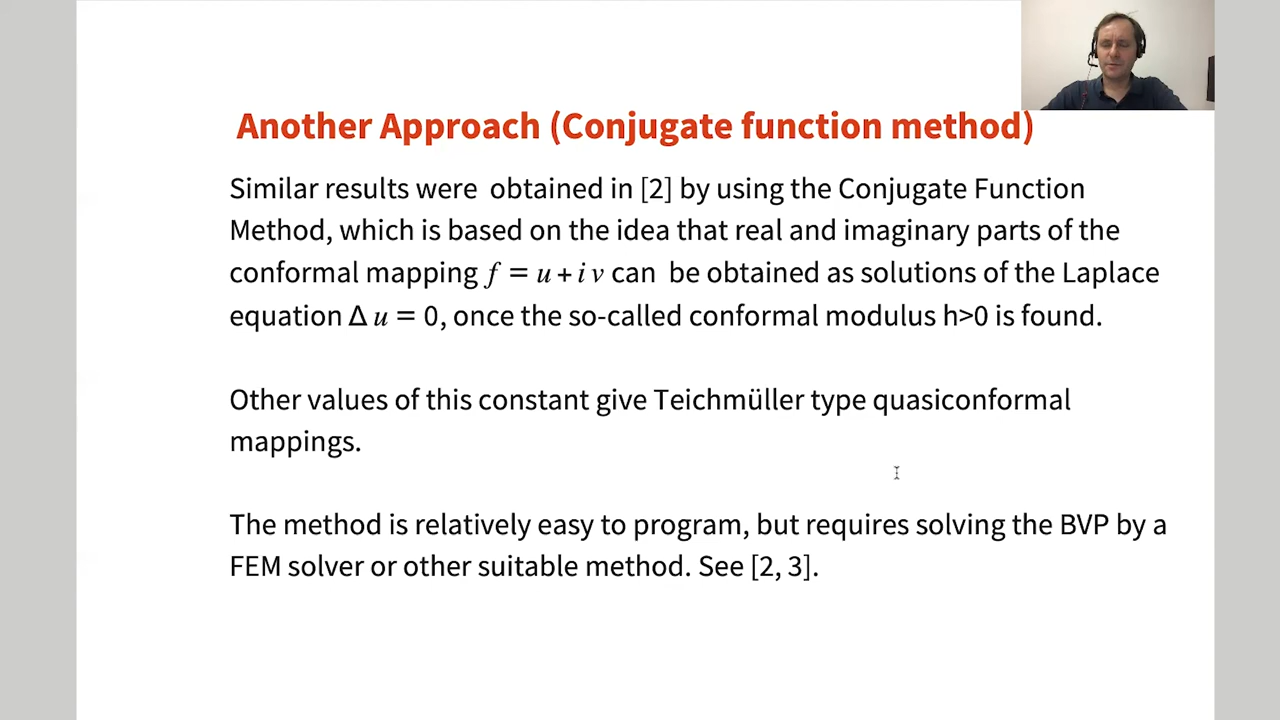 Another Approach (Conjugate function method)
Similar results were obtained in [2] by using the Conjugate Function
Method, which is based on the idea that real and imaginary parts of the
conformal mapping f = u + i v can be obtained as solutions of the Laplace
equation Δ u = 0, once the so-called conformal modulus h>0 is found.
Other values of this constant give Teichmüller type quasiconformal
mappings.
The method is relatively easy to program, but requires solving the BVP by a
FEM solver or other suitable method. See [2, 3].